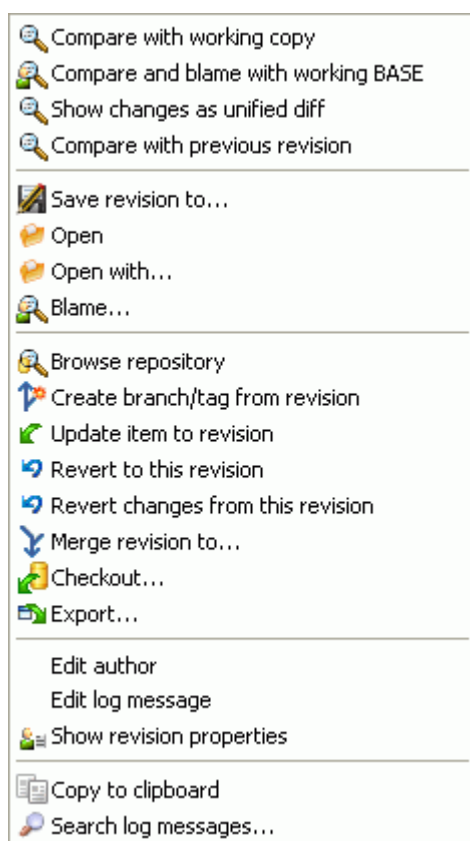 Compare with working copy
Compare and blame with working BASE
Show changes as unified diff
Compare with previous revision
Save revision to...
Open
Open with...
Blame...
Browse repository
Create branch/tag from revision
Update item to revision
Revert to this revision
Revert changes from this revision
Merge revision to...
Checkout...
Export...
Edit author
Edit log message
Show revision properties
Copy to clipboard
Search log messages...